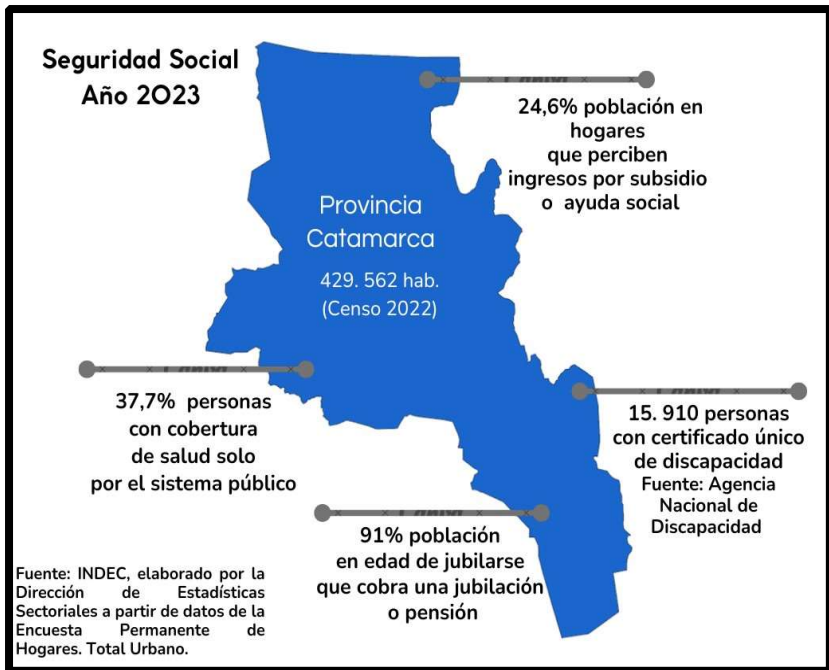 Seguridad Social
Año 2023
24,6% población en
hogares
que perciben
ingresos por subsidio
o ayuda social
Provincia
Catamarca
429. 562 hab.
(Censo 2022)
37,7% personas
con cobertura
de salud solo
por el sistema público
15. 910 personas
con certificado único
de discapacidad
Fuente: Agencia
Nacional de
Discapacidad
91% población
en edad de jubilarse
que cobra una jubilación
o pensión
Fuente: INDEC, elaborado por la
Dirección de Estadísticas
Sectoriales a partir de datos de la
Encuesta Permanente de
Hogares. Total Urbano.